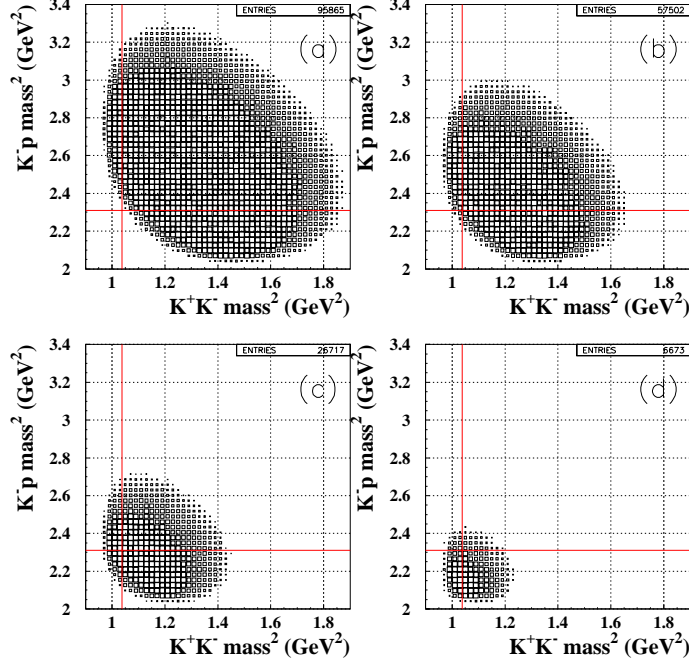 ENTRIES 95865
(a)
3.4
3.2
3
2.8
2.6
2.4
2.2
2
K⁻p mass² (GeV²)
1 1.2 1.4 1.6 1.8
K⁺K⁻ mass² (GeV²)
ENTRIES 57502
(b)
3.4
3.2
3
2.8
2.6
2.4
2.2
2
K⁻p mass² (GeV²)
1 1.2 1.4 1.6 1.8
K⁺K⁻ mass² (GeV²)
ENTRIES 26717
(c)
3.4
3.2
3
2.8
2.6
2.4
2.2
2
K⁻p mass² (GeV²)
1 1.2 1.4 1.6 1.8
K⁺K⁻ mass² (GeV²)
ENTRIES 6673
(d)
3.4
3.2
3
2.8
2.6
2.4
2.2
2
K⁻p mass² (GeV²)
1 1.2 1.4 1.6 1.8
K⁺K⁻ mass² (GeV²)